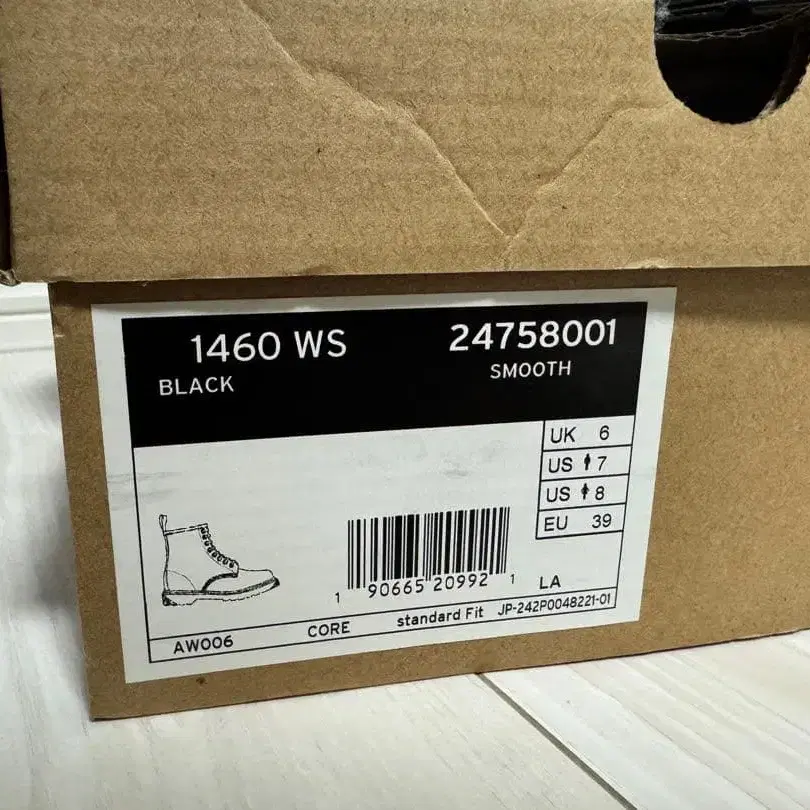 1460 WS 24758001
BLACK SMOOTH
UK 6
US 7
US 8
EU 39
1 90665 20992 1 LA
AW006 CORE standard Fit JP-242P0048221-01